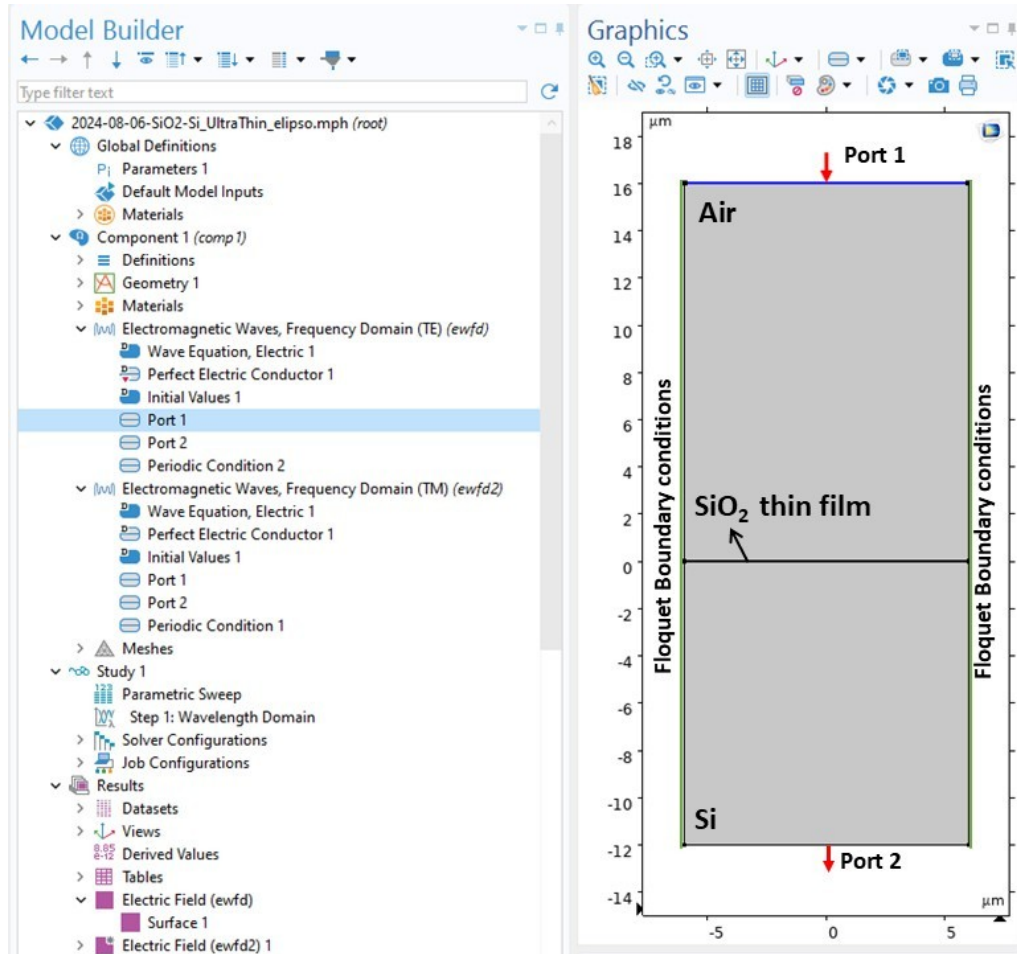 Model Builder
Type filter text
2024-08-06-SiO2-Si_UltraThin_elipso.mph (root)
Global Definitions
Pi Parameters 1
Default Model Inputs
Materials
Component 1 (comp1)
Definitions
Geometry 1
Materials
Electromagnetic Waves, Frequency Domain (TE) (ewfd)
Wave Equation, Electric 1
Perfect Electric Conductor 1
Initial Values 1
Port 1
Port 2
Periodic Condition 2
Electromagnetic Waves, Frequency Domain (TM) (ewfd2)
Wave Equation, Electric 1
Perfect Electric Conductor 1
Initial Values 1
Port 1
Port 2
Periodic Condition 1
Meshes
Study 1
Parametric Sweep
Step 1: Wavelength Domain
Solver Configurations
Job Configurations
Results
Datasets
Views
8.85
e-12 Derived Values
Tables
Electric Field (ewfd)
Surface 1
Electric Field (ewfd2) 1
Graphics
µm
18
Port 1
16
Air
14
12
10
8
6
4
2
SiO₂ thin film
0
-2
-4
-6
-8
-10
Si
-12
Port 2
-14
µm
-5 0 5
Floquet Boundary conditions
Floquet Boundary conditions